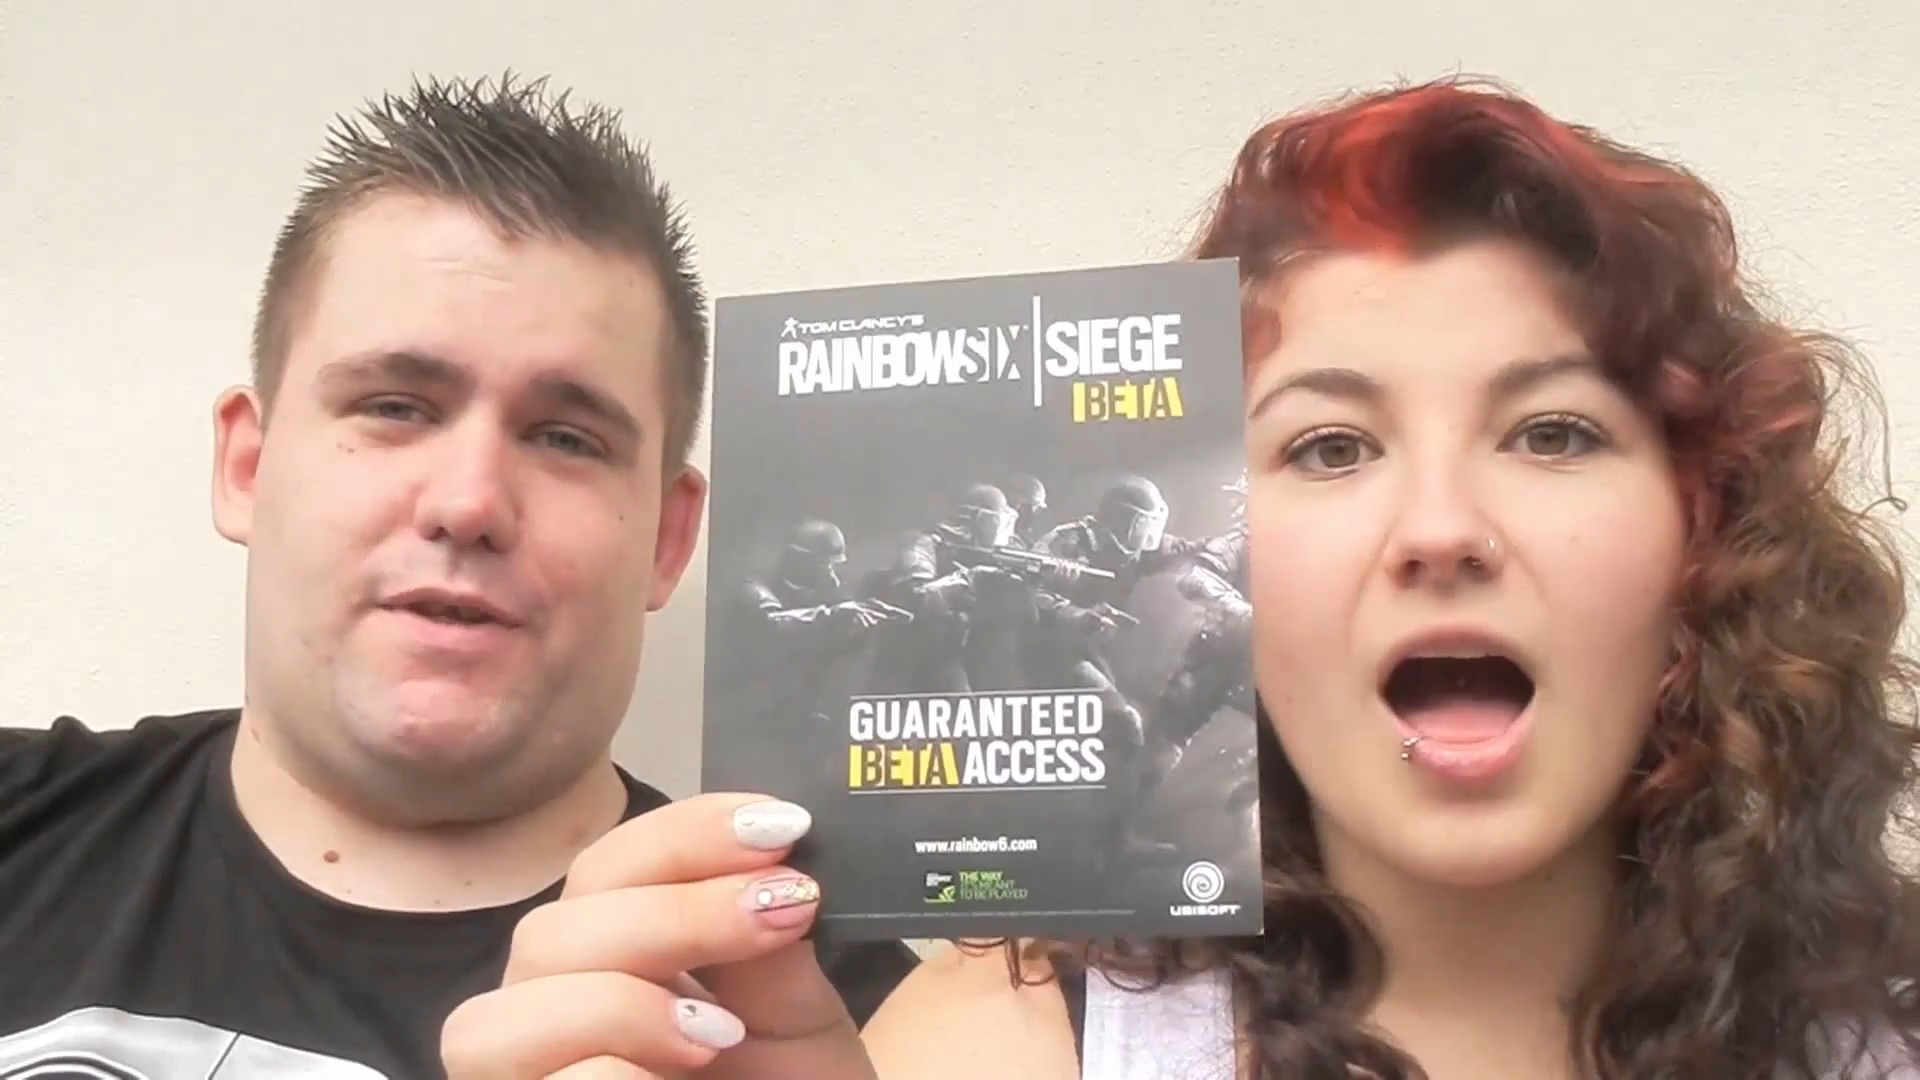 TOM CLANCY'S
RAINBOWSIX SIEGE
BETA
GUARANTEED
BETA ACCESS
www.rainbow6.com
THE WAY
IT'S MEANT
TO BE PLAYED
UBISOFT